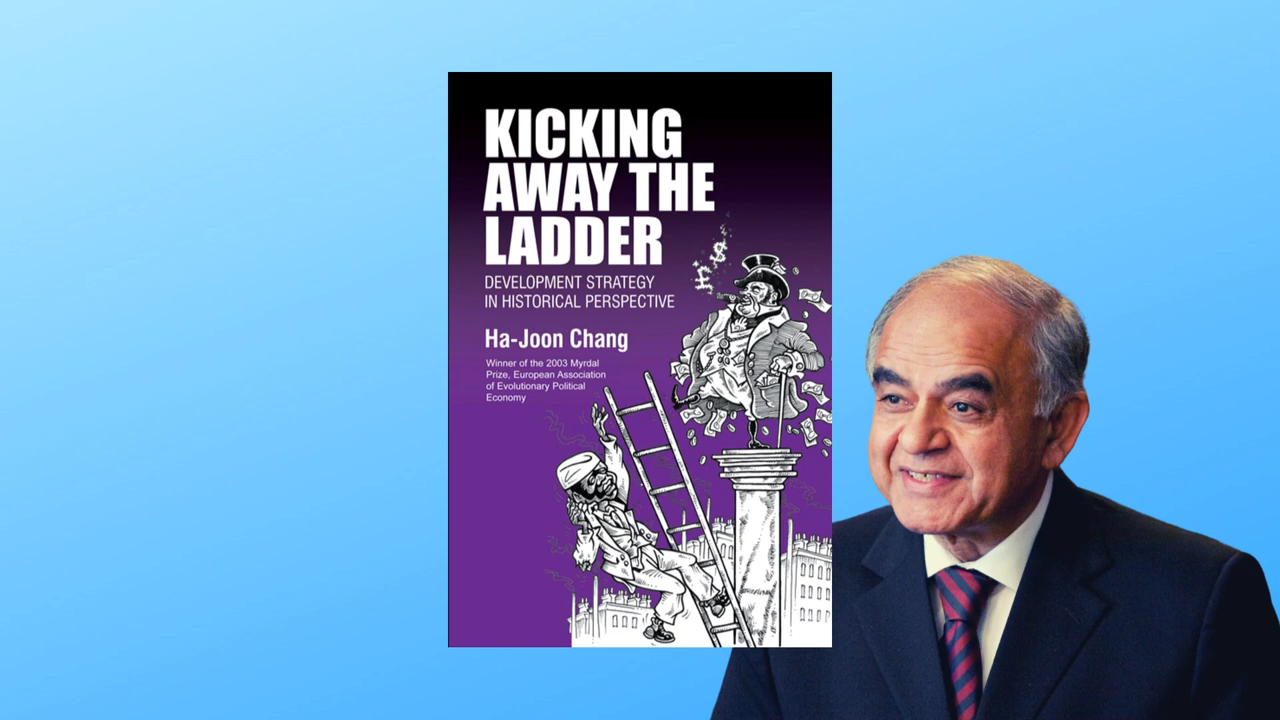 KICKING
AWAY THE
LADDER
DEVELOPMENT STRATEGY
IN HISTORICAL PERSPECTIVE
Ha-Joon Chang
Winner of the 2003 Myrdal
Prize, European Association
of Evolutionary Political
Economy
$
£